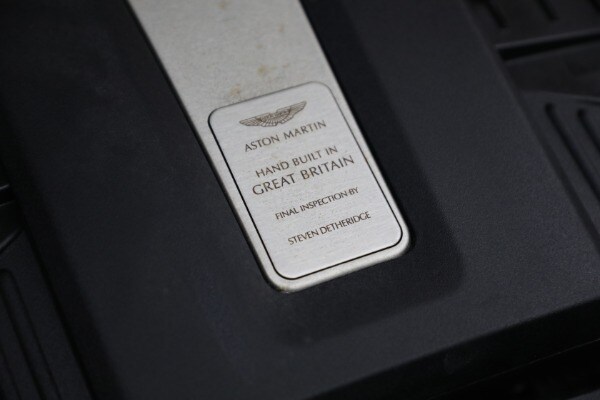 ASTON MARTIN
HAND BUILT IN
GREAT BRITAIN
FINAL INSPECTION BY
STEVEN DETHERIDGE